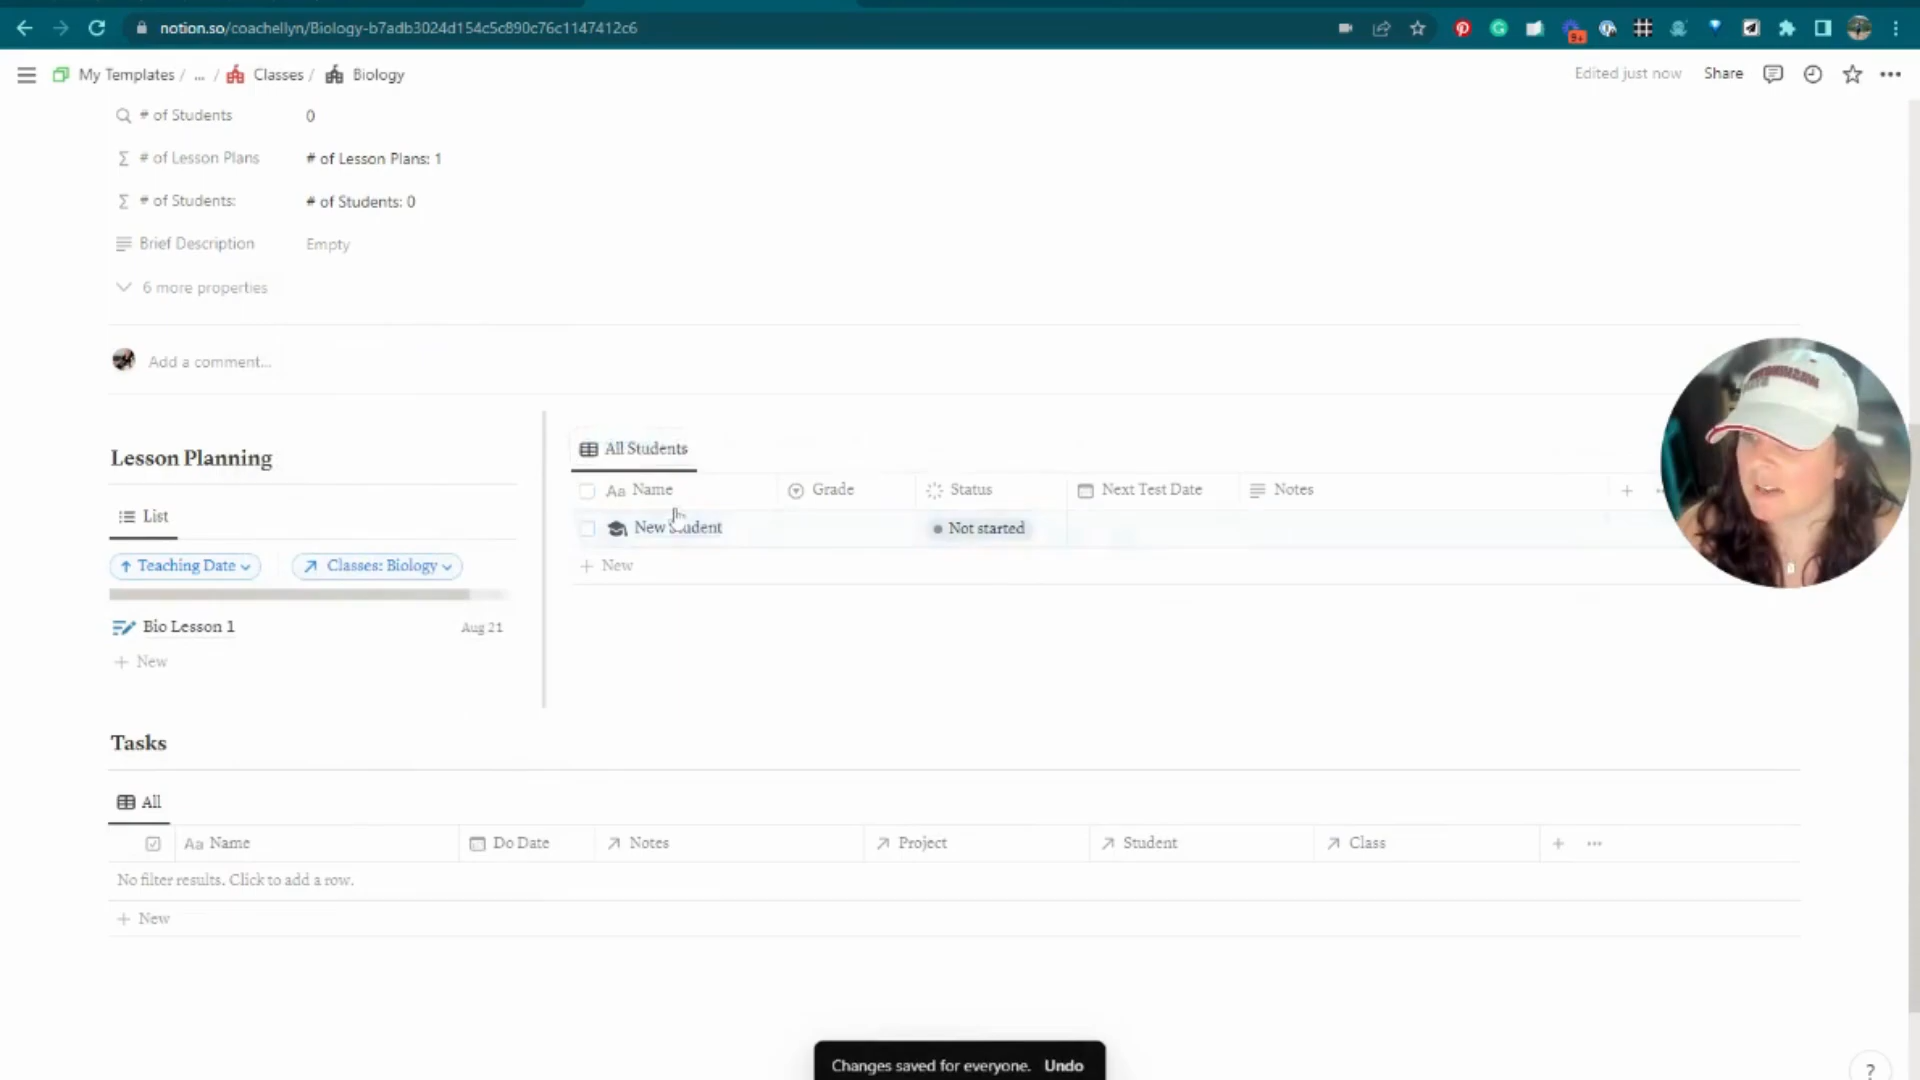 notion.so/coachellyn/Biology-b7adb3024d154c5c890c76c1147412c6
9+
My Templates / ... / Classes / Biology
Edited just now Share
# of Students 0
# of Lesson Plans # of Lesson Plans: 1
# of Students: # of Students: 0
Brief Description Empty
6 more properties
Add a comment...
Lesson Planning
List
Teaching Date Classes: Biology
Bio Lesson 1 Aug 21
+ New
All Students
Aa Name Grade Status Next Test Date Notes
New Student Not started
+ New
Tasks
All
Aa Name Do Date Notes Project Student Class + ...
No filter results. Click to add a row.
+ New
Changes saved for everyone. Undo
?